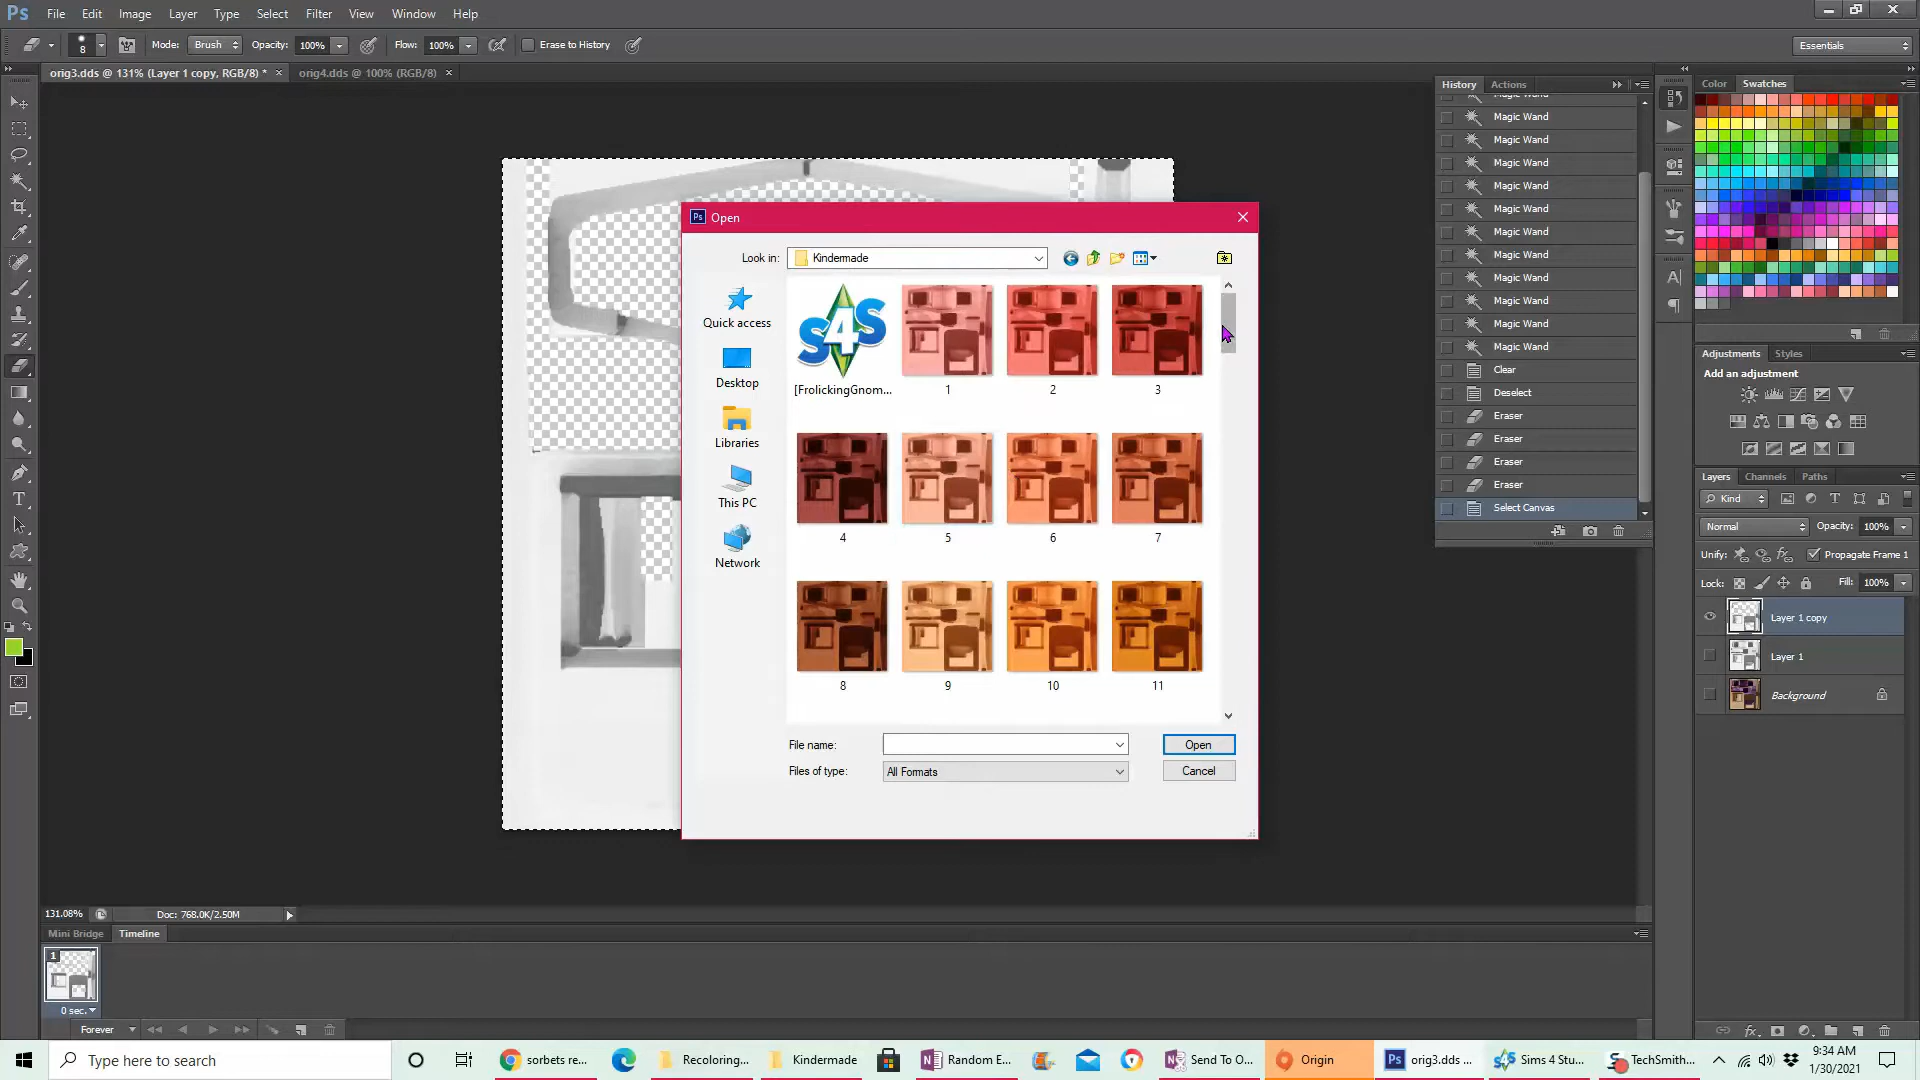 Ps File Edit Image Layer Type Select Filter View Window Help
8 Mode: Brush Opacity: 100% Flow: 100% Erase to History Essentials
orig3.dds @ 131% (Layer 1 copy, RGB/8) * × orig4.dds @ 100% (RGB/8) ×
History Actions
Magic Wand
Magic Wand
Magic Wand
Magic Wand
Magic Wand
Magic Wand
Magic Wand
Magic Wand
Magic Wand
Magic Wand
Magic Wand
Magic Wand
Clear
Deselect
Eraser
Eraser
Eraser
Eraser
Select Canvas
Color Swatches
Adjustments Styles
Add an adjustment
Layers Channels Paths
Kind
Normal Opacity: 100%
Unify: Propagate Frame 1
Lock: Fill: 100%
Layer 1 copy
Layer 1
Background
Ps Open
Look in: Kindermade
Quick access
Desktop
Libraries
This PC
Network
S4S
[FrolickingGnom... 1 2 3
4 5 6 7
8 9 10 11
File name: Open
Files of type: All Formats Cancel
131.08% Doc: 768.0K/2.50M
Mini Bridge Timeline
1
0 sec.
Forever
Type here to search
sorbets re... Recoloring... Kindermade Random E... Send To O... Origin orig3.dds ... Sims 4 Stu... TechSmith...
9:34 AM
1/30/2021